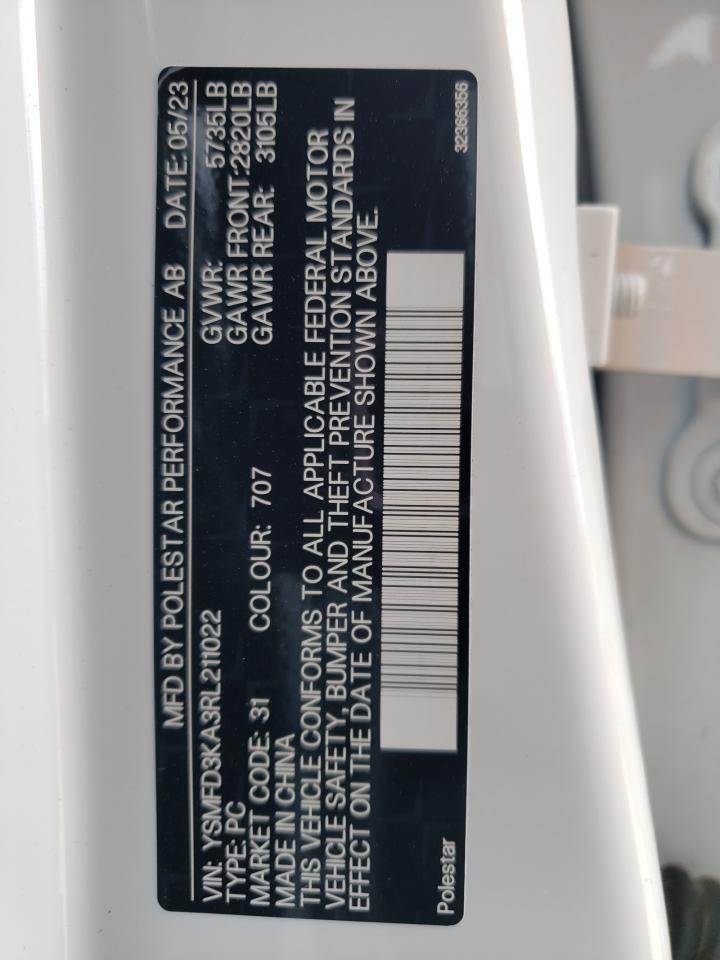 MFD BY POLESTAR PERFORMANCE AB DATE: 05/23
VIN: YSMFD3KA3RL211022 GVWR: 5735LB
TYPE: PC GAWR FRONT: 2820LB
MARKET CODE: 31 COLOUR: 707 GAWR REAR: 3105LB
MADE IN CHINA
THIS VEHICLE CONFORMS TO ALL APPLICABLE FEDERAL MOTOR
VEHICLE SAFETY, BUMPER AND THEFT PREVENTION STANDARDS IN
EFFECT ON THE DATE OF MANUFACTURE SHOWN ABOVE.
Polestar 32366356